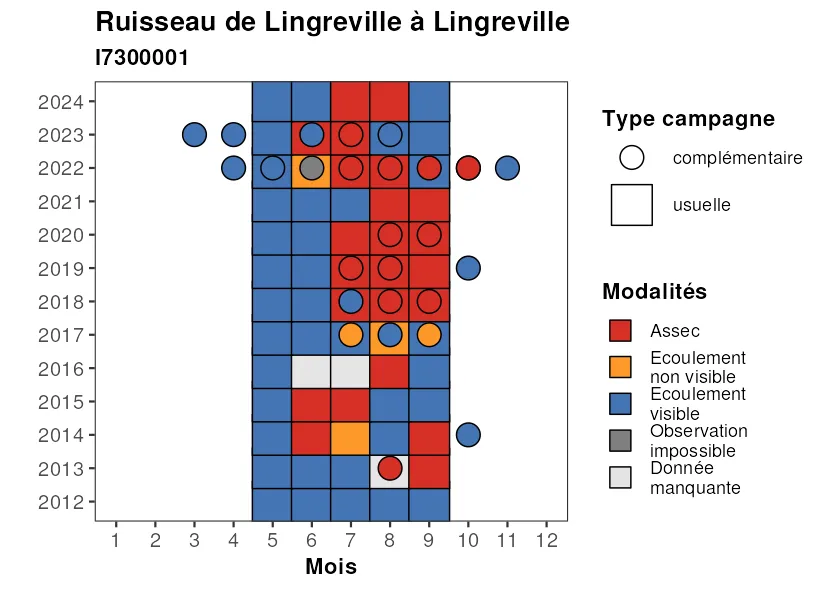 Ruisseau de Lingreville à Lingreville
I7300001
2024
2023
2022
2021
2020
2019
2018
2017
2016
2015
2014
2013
2012
1 2 3 4 5 6 7 8 9 10 11 12
Mois
Type campagne
complémentaire
usuelle
Modalités
Assec
Ecoulement
non visible
Ecoulement
visible
Observation
impossible
Donnée
manquante